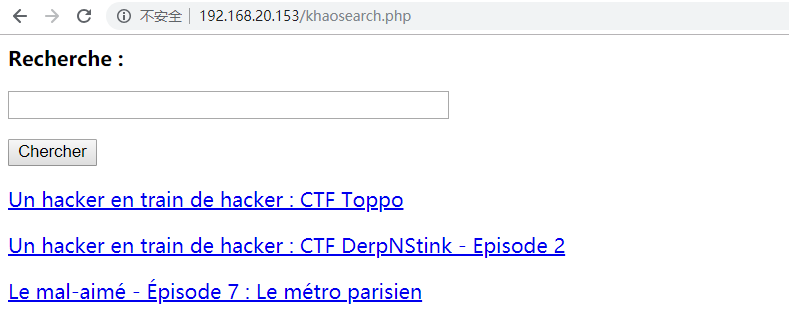 不安全 | 192.168.20.153/khaosearch.php
Recherche :
Chercher
Un hacker en train de hacker : CTF Toppo
Un hacker en train de hacker : CTF DerpNStink - Episode 2
Le mal-aimé - Épisode 7 : Le métro parisien